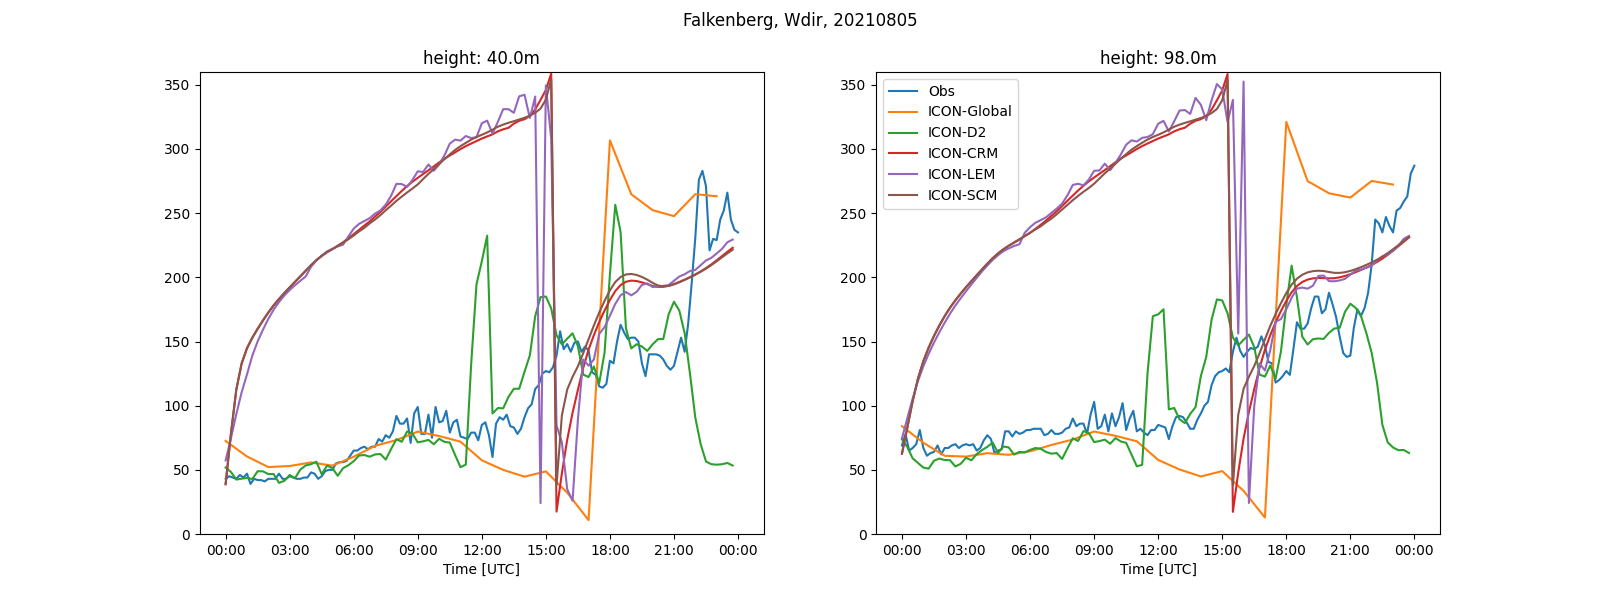 Falkenberg, Wdir, 20210805
height: 40.0m
350
300
250
200
150
100
50
0
00:00 03:00 06:00 09:00 12:00 15:00 18:00 21:00 00:00
Time [UTC]
height: 98.0m
350
300
250
200
150
100
50
0
Obs
ICON-Global
ICON-D2
ICON-CRM
ICON-LEM
ICON-SCM
00:00 03:00 06:00 09:00 12:00 15:00 18:00 21:00 00:00
Time [UTC]